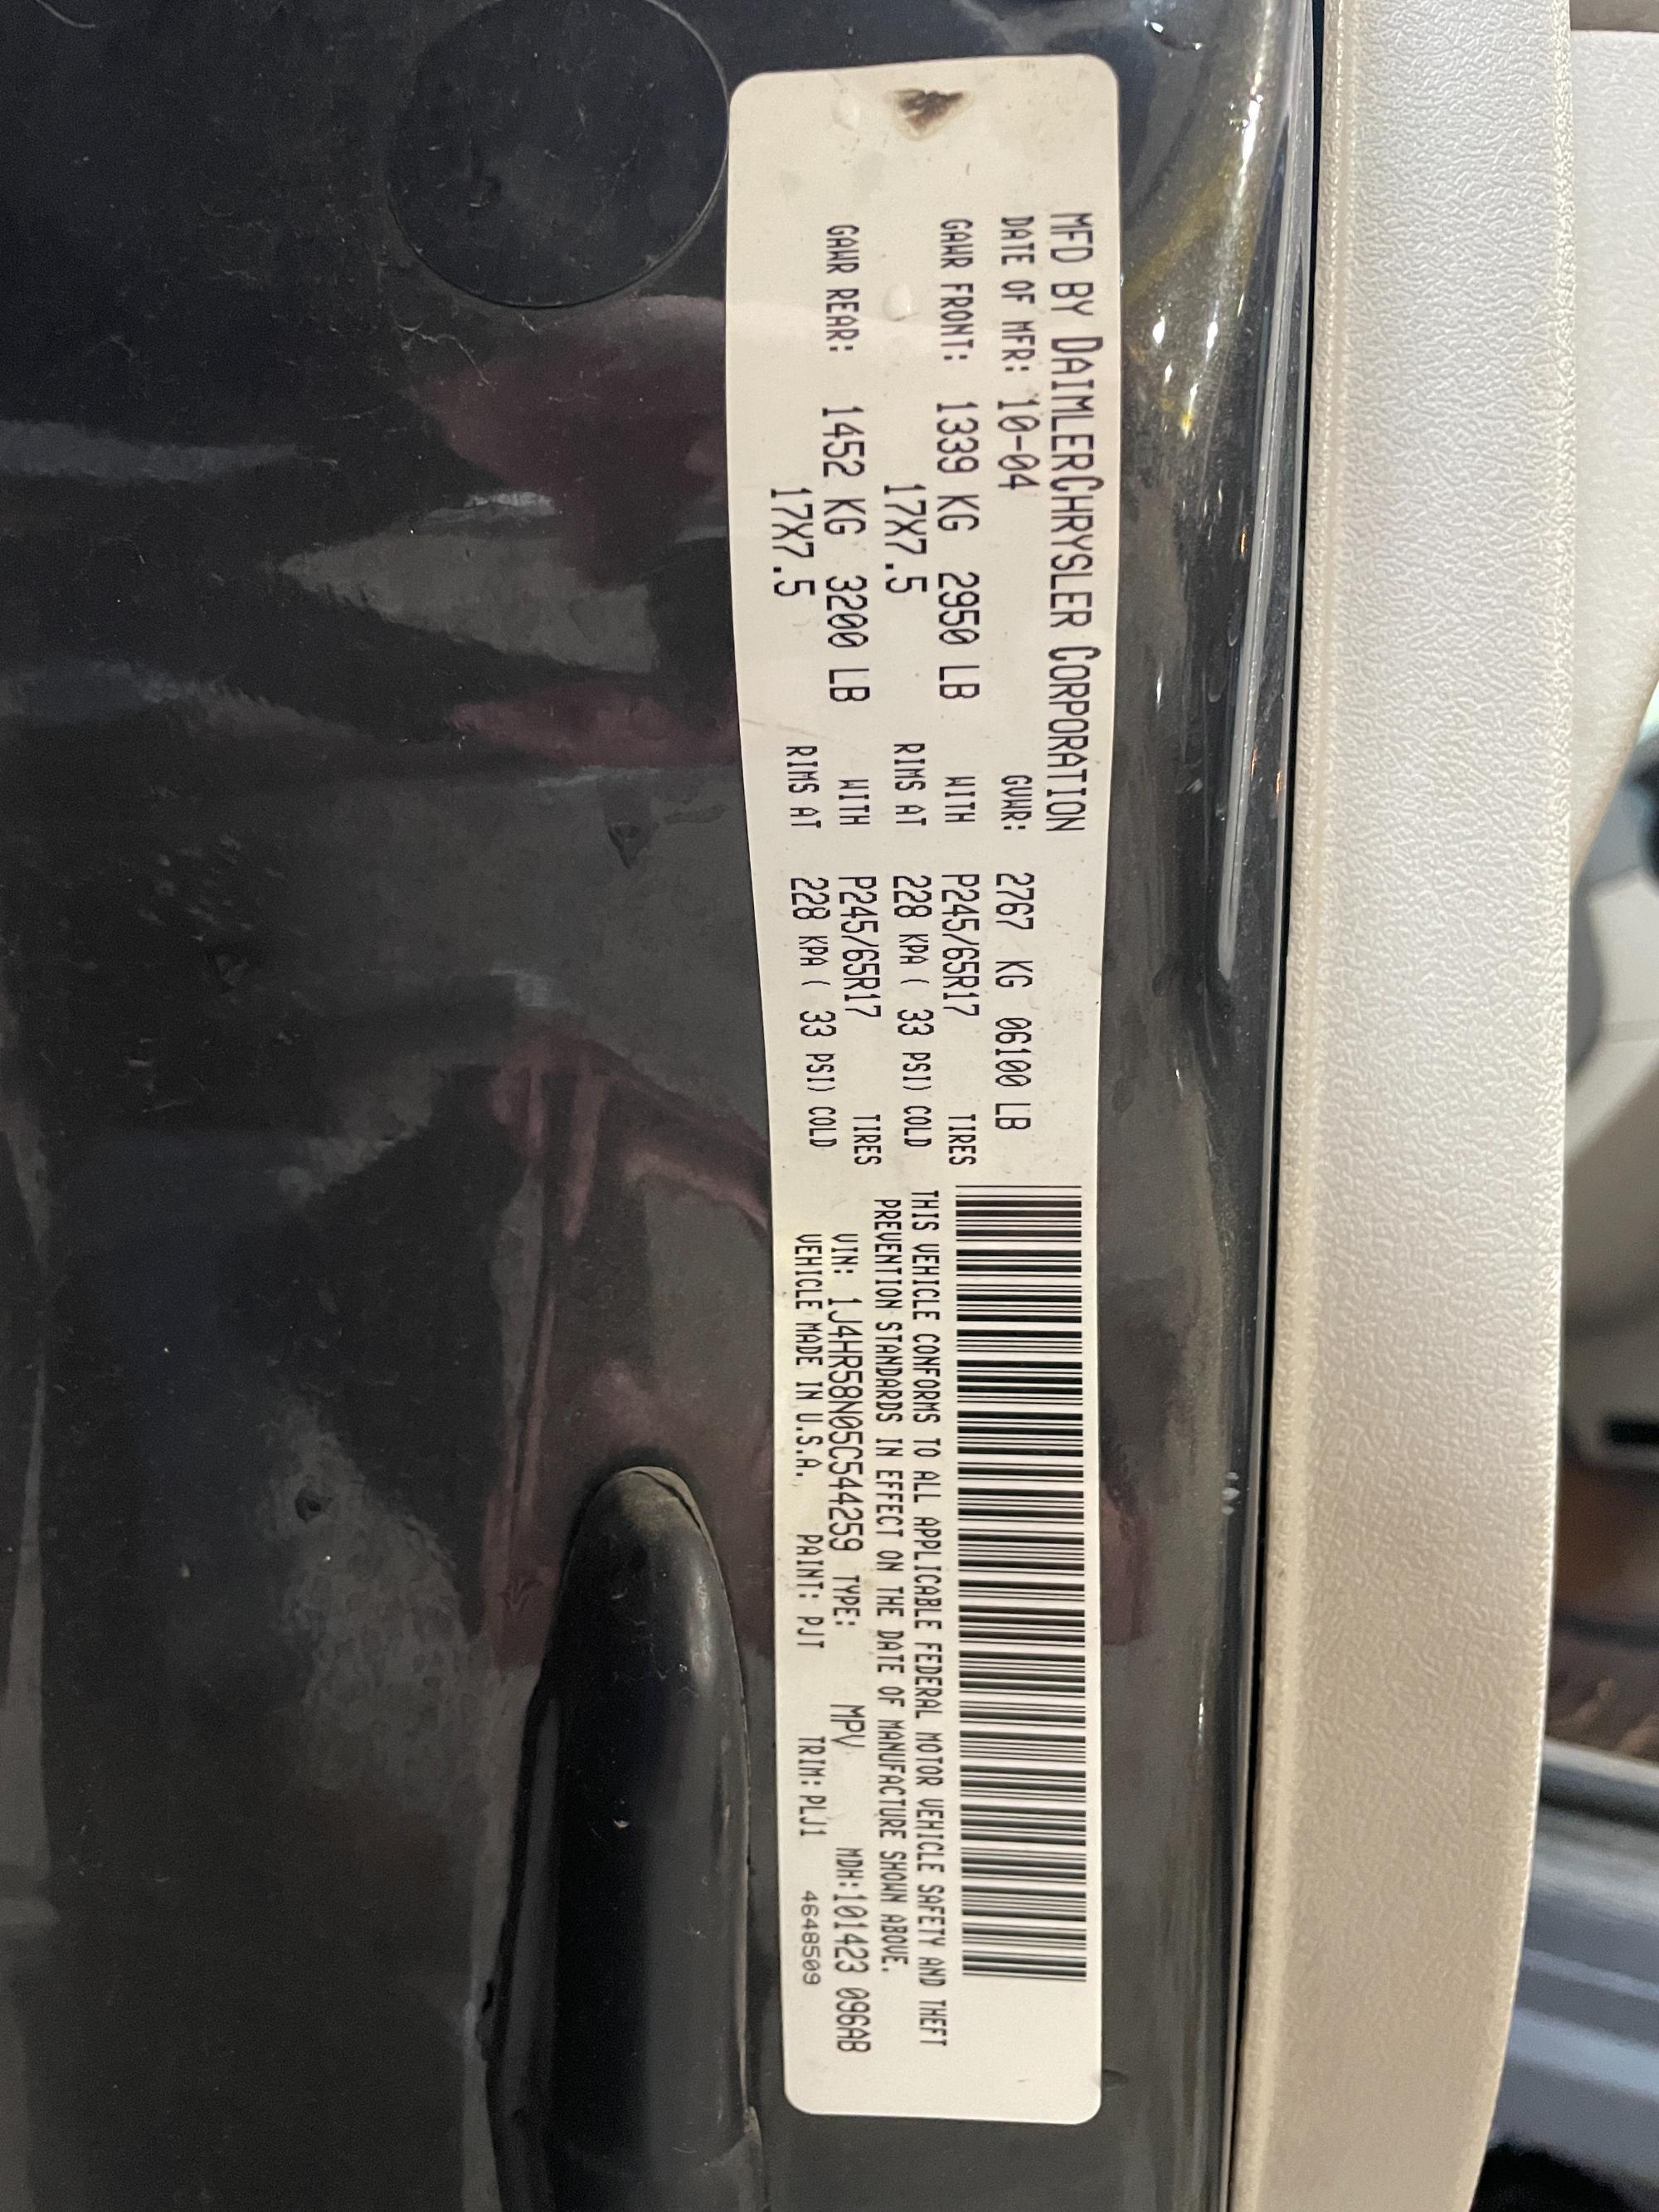 MFD BY DAIMLERCHRYSLER CORPORATION
DATE OF MFR: 10-04 GVWR: 2767 KG 06100 LB
GAWR FRONT: 1339 KG 2950 LB WITH P245/65R17 TIRES
17X7.5 RIMS AT 228 KPA ( 33 PSI) COLD
GAWR REAR: 1452 KG 3200 LB WITH P245/65R17 TIRES
17X7.5 RIMS AT 228 KPA ( 33 PSI) COLD
THIS VEHICLE CONFORMS TO ALL APPLICABLE FEDERAL MOTOR VEHICLE SAFETY AND THEFT
PREVENTION STANDARDS IN EFFECT ON THE DATE OF MANUFACTURE SHOWN ABOVE.
VIN: 1J4HR58N05C544259 TYPE: MPV MDH:101423 096AB
VEHICLE MADE IN U.S.A. PAINT: PJT TRIM:PLJ1 4648509